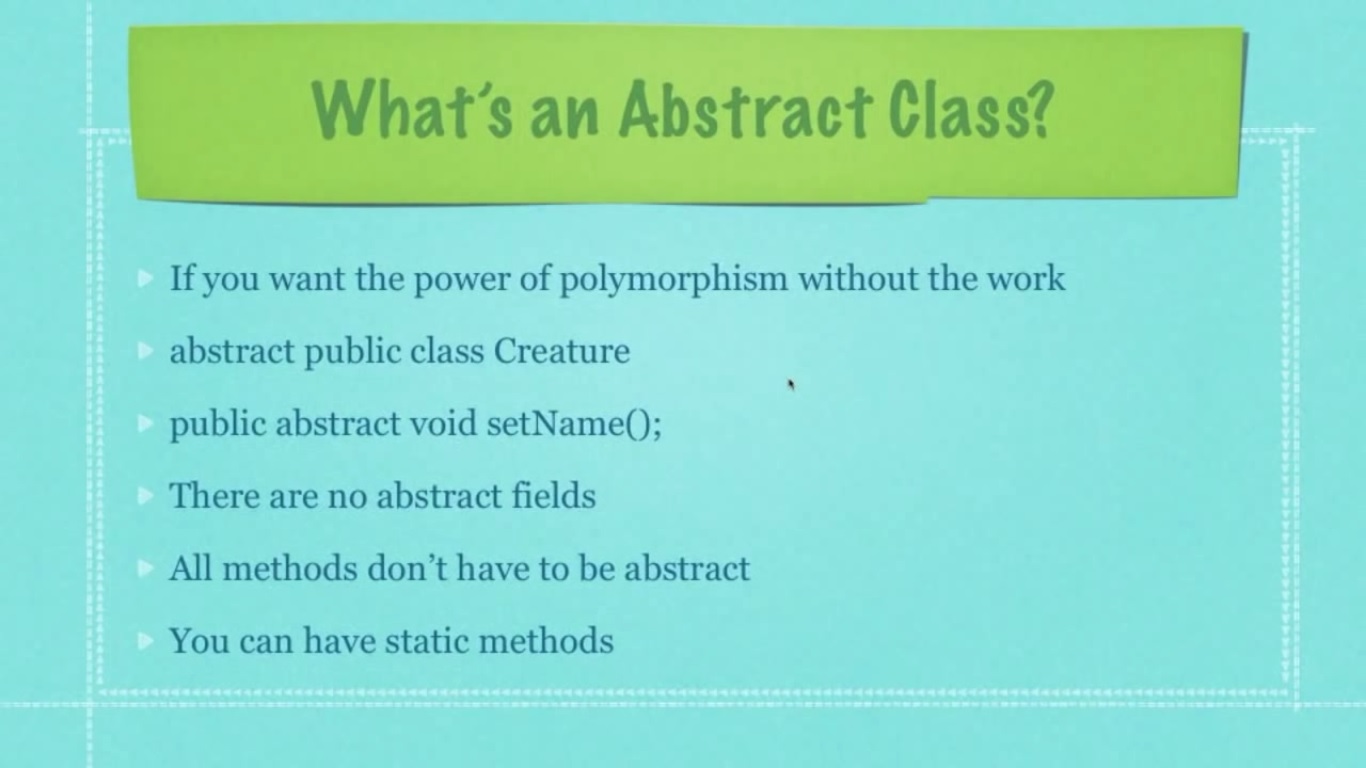 What's an Abstract Class?
If you want the power of polymorphism without the work
abstract public class Creature
public abstract void setName();
There are no abstract fields
All methods don't have to be abstract
You can have static methods